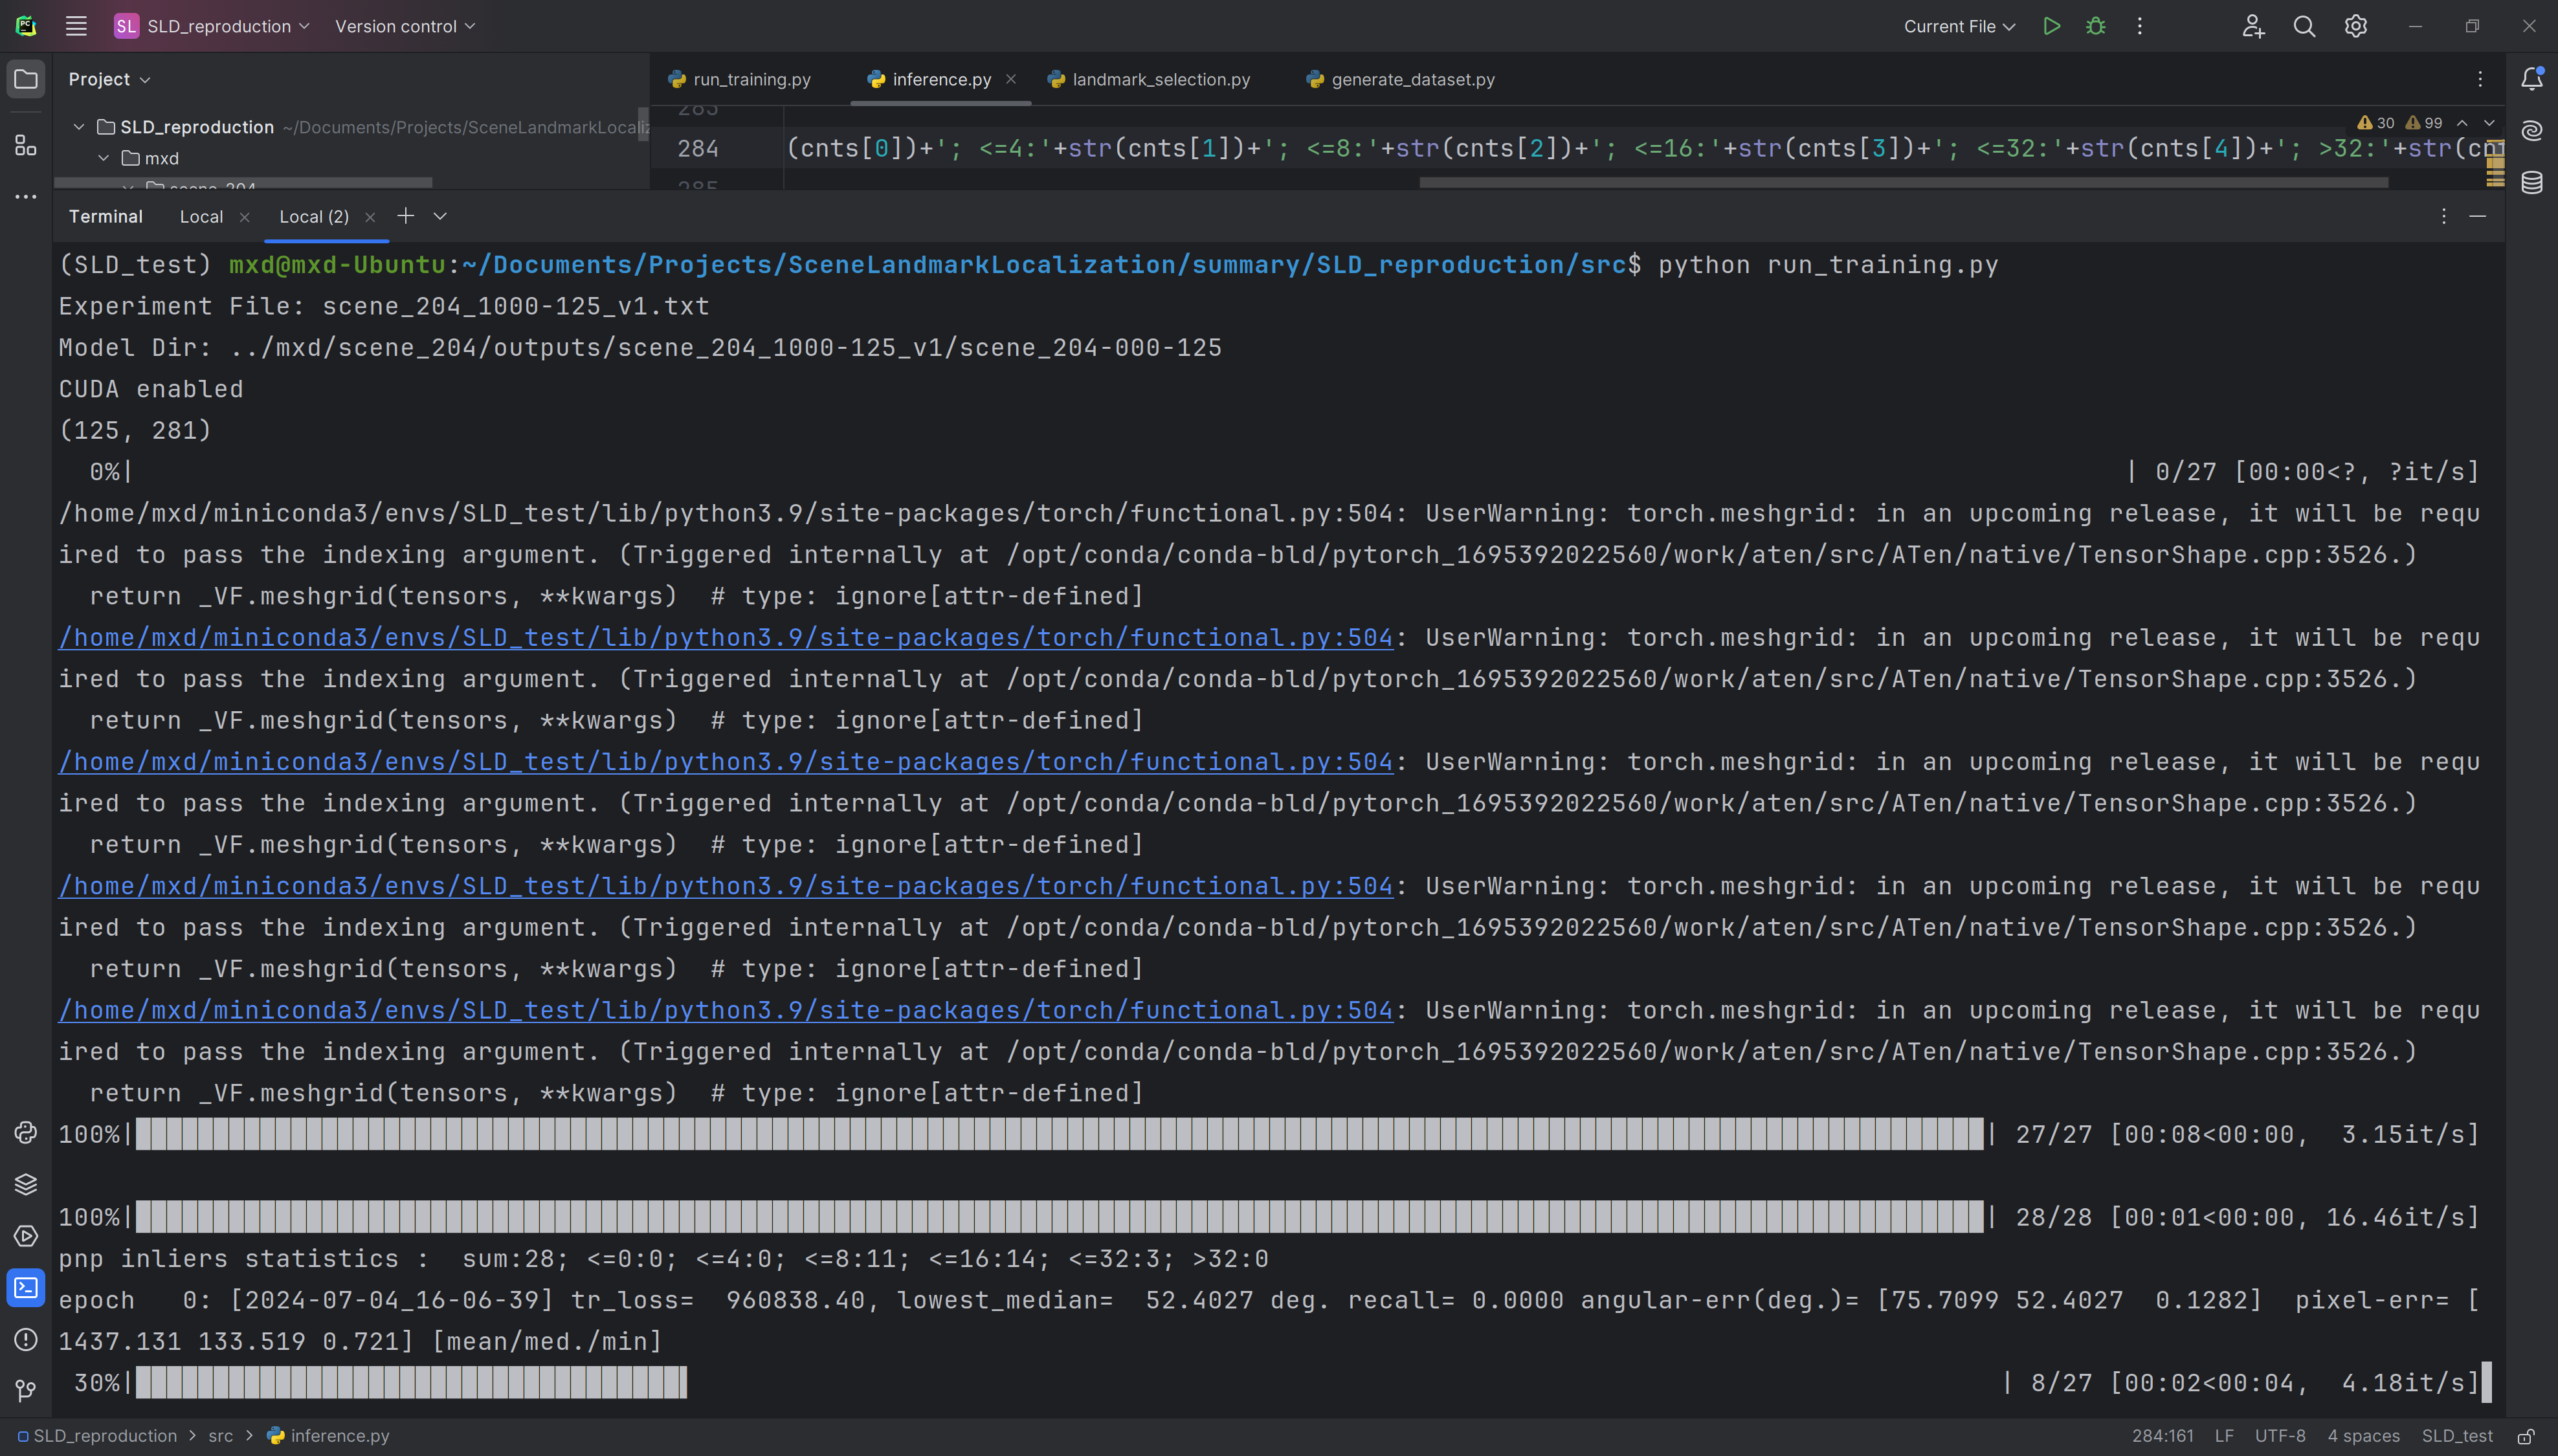 SL SLD_reproduction Version control Current File
Project run_training.py inference.py landmark_selection.py generate_dataset.py
SLD_reproduction ~/Documents/Projects/SceneLandmarkLocaliz
30 99
mxd
284 (cnts[0])+'; <=4:'+str(cnts[1])+'; <=8:'+str(cnts[2])+'; <=16:'+str(cnts[3])+'; <=32:'+str(cnts[4])+'; >32:'+str(cnt
scene_204
285
Terminal Local Local (2)
(SLD_test) mxd@mxd-Ubuntu:~/Documents/Projects/SceneLandmarkLocalization/summary/SLD_reproduction/src$ python run_training.py
Experiment File: scene_204_1000-125_v1.txt
Model Dir: ../mxd/scene_204/outputs/scene_204_1000-125_v1/scene_204-000-125
CUDA enabled
(125, 281)
0%| | 0/27 [00:00<?, ?it/s]
/home/mxd/miniconda3/envs/SLD_test/lib/python3.9/site-packages/torch/functional.py:504: UserWarning: torch.meshgrid: in an upcoming release, it will be requ
ired to pass the indexing argument. (Triggered internally at /opt/conda/conda-bld/pytorch_1695392022560/work/aten/src/ATen/native/TensorShape.cpp:3526.)
return _VF.meshgrid(tensors, **kwargs)  # type: ignore[attr-defined]
/home/mxd/miniconda3/envs/SLD_test/lib/python3.9/site-packages/torch/functional.py:504: UserWarning: torch.meshgrid: in an upcoming release, it will be requ
ired to pass the indexing argument. (Triggered internally at /opt/conda/conda-bld/pytorch_1695392022560/work/aten/src/ATen/native/TensorShape.cpp:3526.)
return _VF.meshgrid(tensors, **kwargs)  # type: ignore[attr-defined]
/home/mxd/miniconda3/envs/SLD_test/lib/python3.9/site-packages/torch/functional.py:504: UserWarning: torch.meshgrid: in an upcoming release, it will be requ
ired to pass the indexing argument. (Triggered internally at /opt/conda/conda-bld/pytorch_1695392022560/work/aten/src/ATen/native/TensorShape.cpp:3526.)
return _VF.meshgrid(tensors, **kwargs)  # type: ignore[attr-defined]
/home/mxd/miniconda3/envs/SLD_test/lib/python3.9/site-packages/torch/functional.py:504: UserWarning: torch.meshgrid: in an upcoming release, it will be requ
ired to pass the indexing argument. (Triggered internally at /opt/conda/conda-bld/pytorch_1695392022560/work/aten/src/ATen/native/TensorShape.cpp:3526.)
return _VF.meshgrid(tensors, **kwargs)  # type: ignore[attr-defined]
/home/mxd/miniconda3/envs/SLD_test/lib/python3.9/site-packages/torch/functional.py:504: UserWarning: torch.meshgrid: in an upcoming release, it will be requ
ired to pass the indexing argument. (Triggered internally at /opt/conda/conda-bld/pytorch_1695392022560/work/aten/src/ATen/native/TensorShape.cpp:3526.)
return _VF.meshgrid(tensors, **kwargs)  # type: ignore[attr-defined]
100%| | 27/27 [00:08<00:00,  3.15it/s]
100%| | 28/28 [00:01<00:00, 16.46it/s]
pnp inliers statistics :  sum:28; <=0:0; <=4:0; <=8:11; <=16:14; <=32:3; >32:0
epoch   0: [2024-07-04_16-06-39] tr_loss=  960838.40, lowest_median=  52.4027 deg. recall= 0.0000 angular-err(deg.)= [75.7099 52.4027  0.1282]  pixel-err= [
1437.131 133.519 0.721] [mean/med./min]
30%| | 8/27 [00:02<00:04,  4.18it/s]
SLD_reproduction > src > inference.py 284:161 LF UTF-8 4 spaces SLD_test